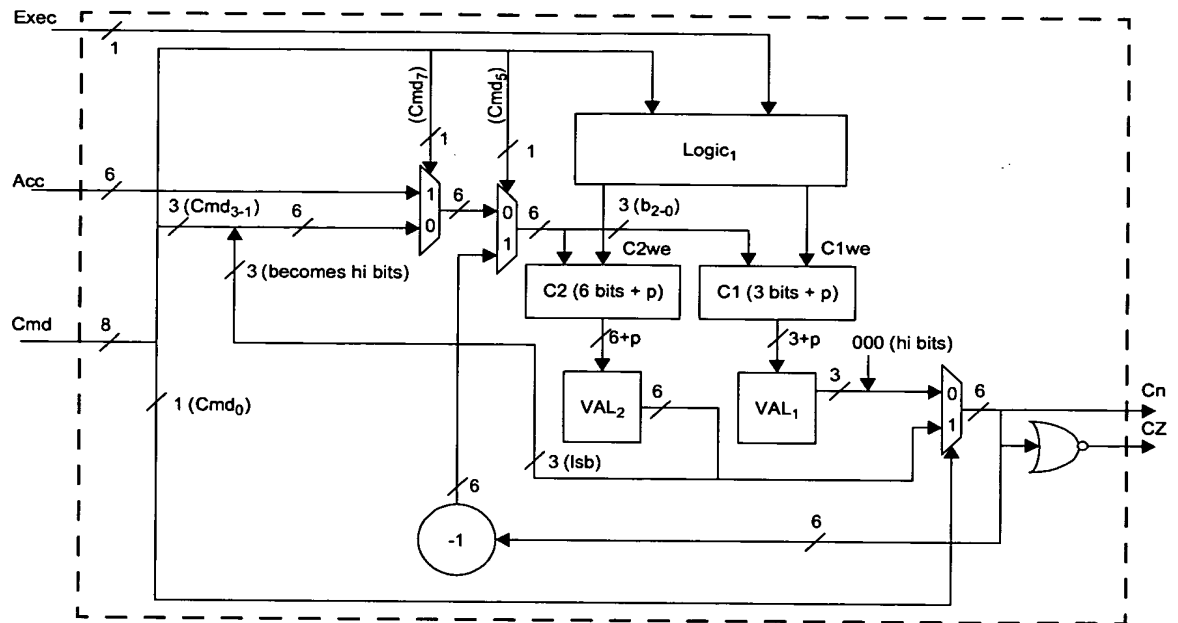 Exec
1
(Cmd7)
(Cmd5)
1
1
Logic1
Acc
6
1
0
6
0
1
6
3 (Cmd3-1)
6
3 (b2-0)
3 (becomes hi bits)
C2we
C1we
C2 (6 bits + p)
C1 (3 bits + p)
Cmd
8
6+p
3+p
000 (hi bits)
VAL2
6
VAL1
3
0
1
6
Cn
CZ
1 (Cmd0)
3 (lsb)
6
-1
6